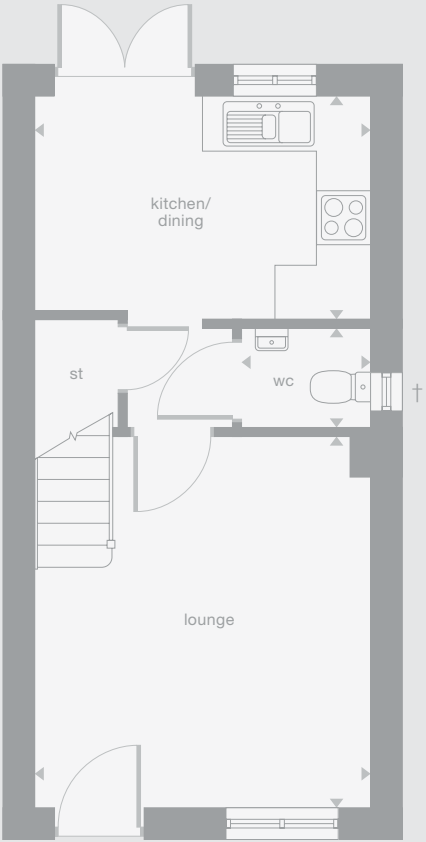 kitchen/
dining
st
wc
†
lounge